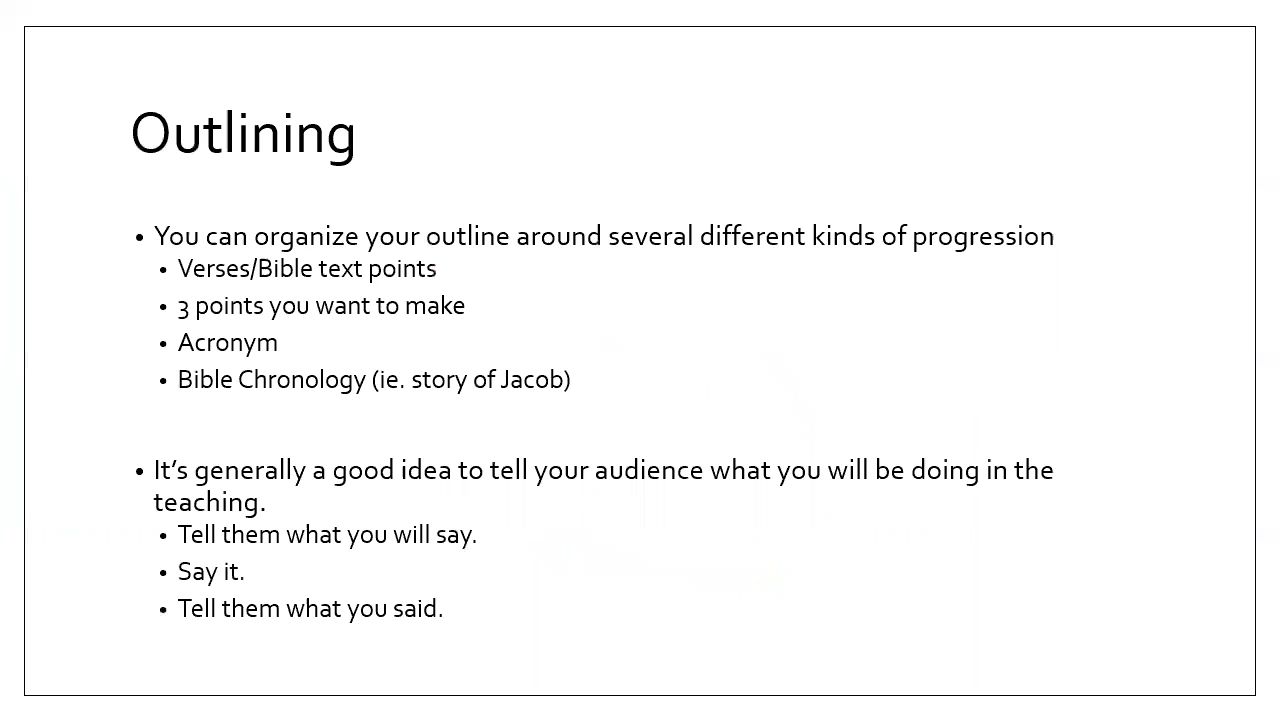 Outlining
• You can organize your outline around several different kinds of progression
• Verses/Bible text points
• 3 points you want to make
• Acronym
• Bible Chronology (ie. story of Jacob)
• It’s generally a good idea to tell your audience what you will be doing in the
teaching.
• Tell them what you will say.
• Say it.
• Tell them what you said.